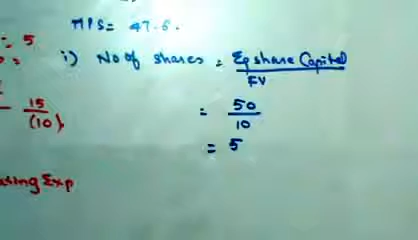 MPS= 47.6.
= 5
i) No of shares = Eq share Capital
FV
15
(10)
= 50
10
= 5
Exp